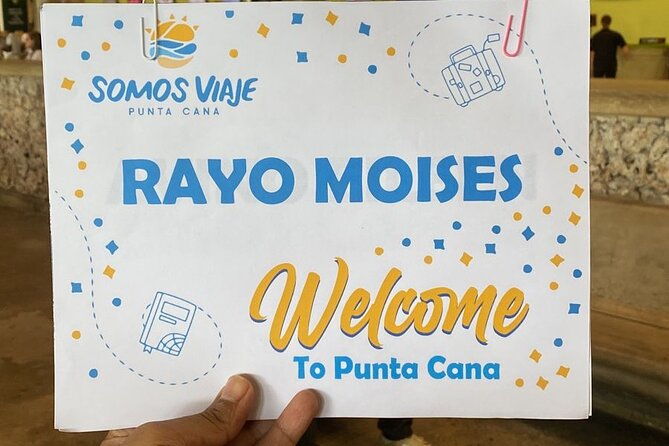 SOMOS VIAJE
PUNTA CANA
RAYO MOISES
Welcome
To Punta Cana